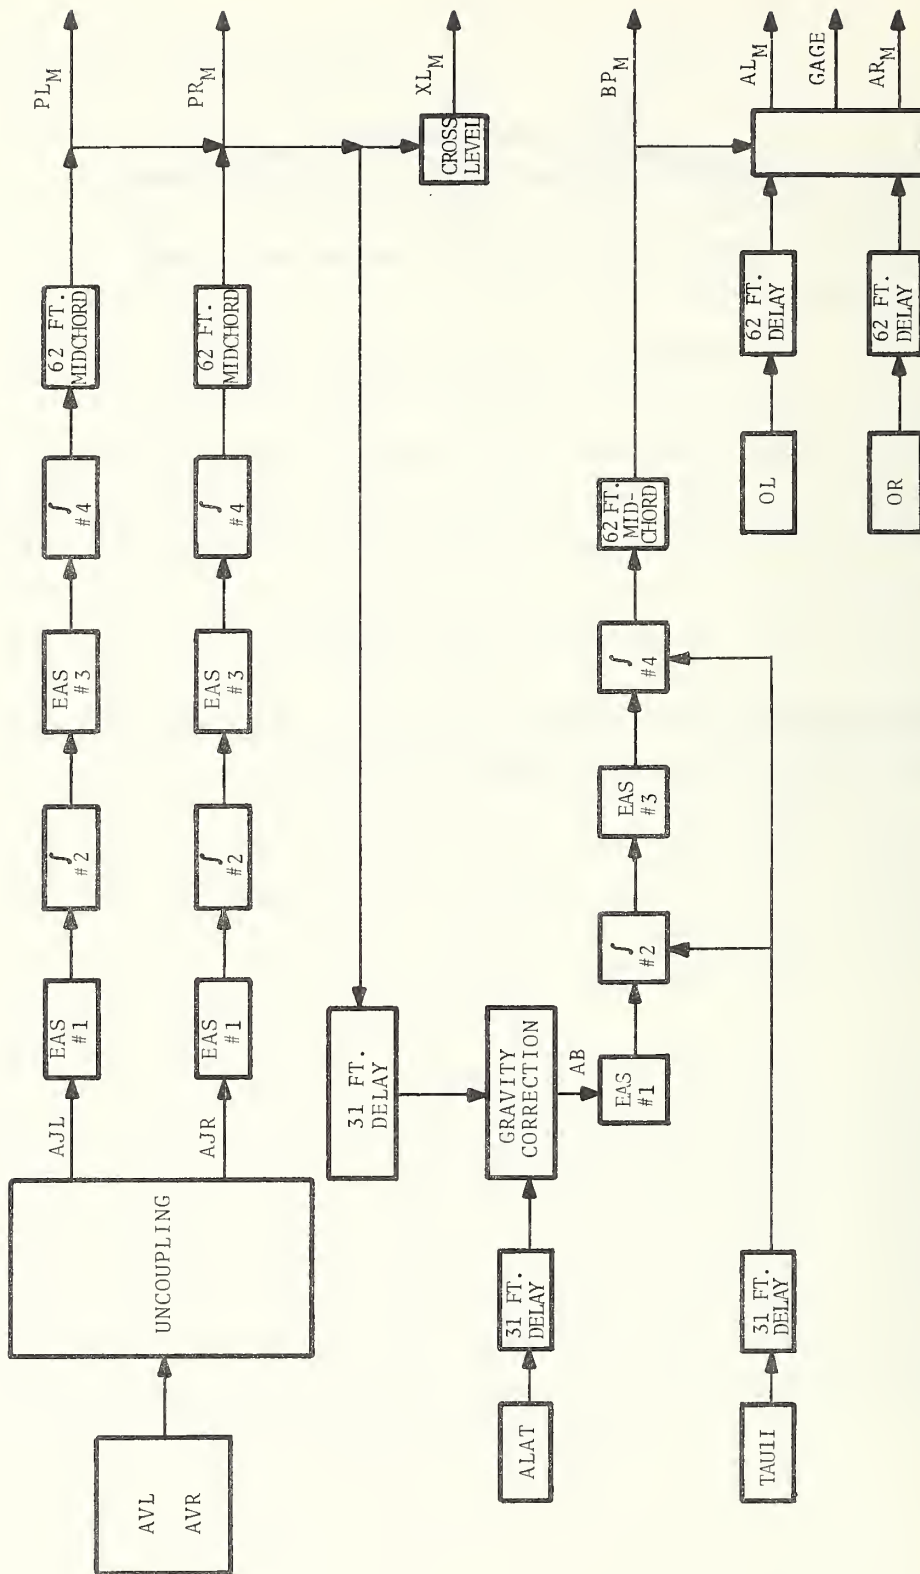 AVL
AVR
UNCOUPLING
AJL
EAS
#1
∫
#2
EAS
#3
∫
#4
62 FT.
MIDCHORD
PL_M
AJR
EAS
#1
∫
#2
EAS
#3
∫
#4
62 FT.
MIDCHORD
PR_M
31 FT.
DELAY
CROSS
LEVEL
XL_M
ALAT
31 FT.
DELAY
GRAVITY
CORRECTION
AB
EAS
#1
∫
#2
EAS
#3
∫
#4
62 FT.
MID-
CHORD
BP_M
TAU1I
31 FT.
DELAY
OL
62 FT.
DELAY
AL_M
GAGE
OR
62 FT.
DELAY
AR_M